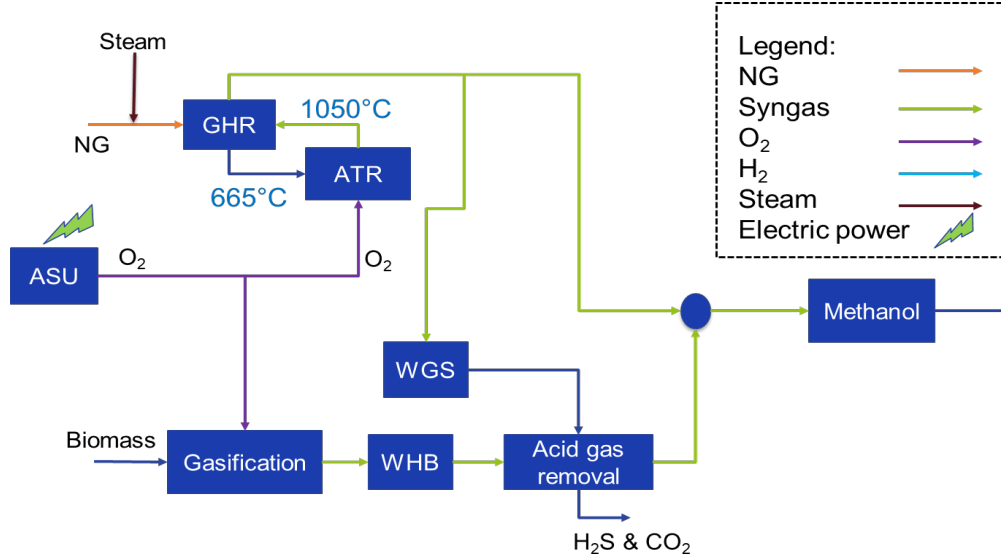 Steam
NG
GHR
1050°C
665°C
ATR
ASU
O₂
O₂
WGS
Biomass
Gasification
WHB
Acid gas
removal
H₂S & CO₂
Methanol
Legend:
NG
Syngas
O₂
H₂
Steam
Electric power